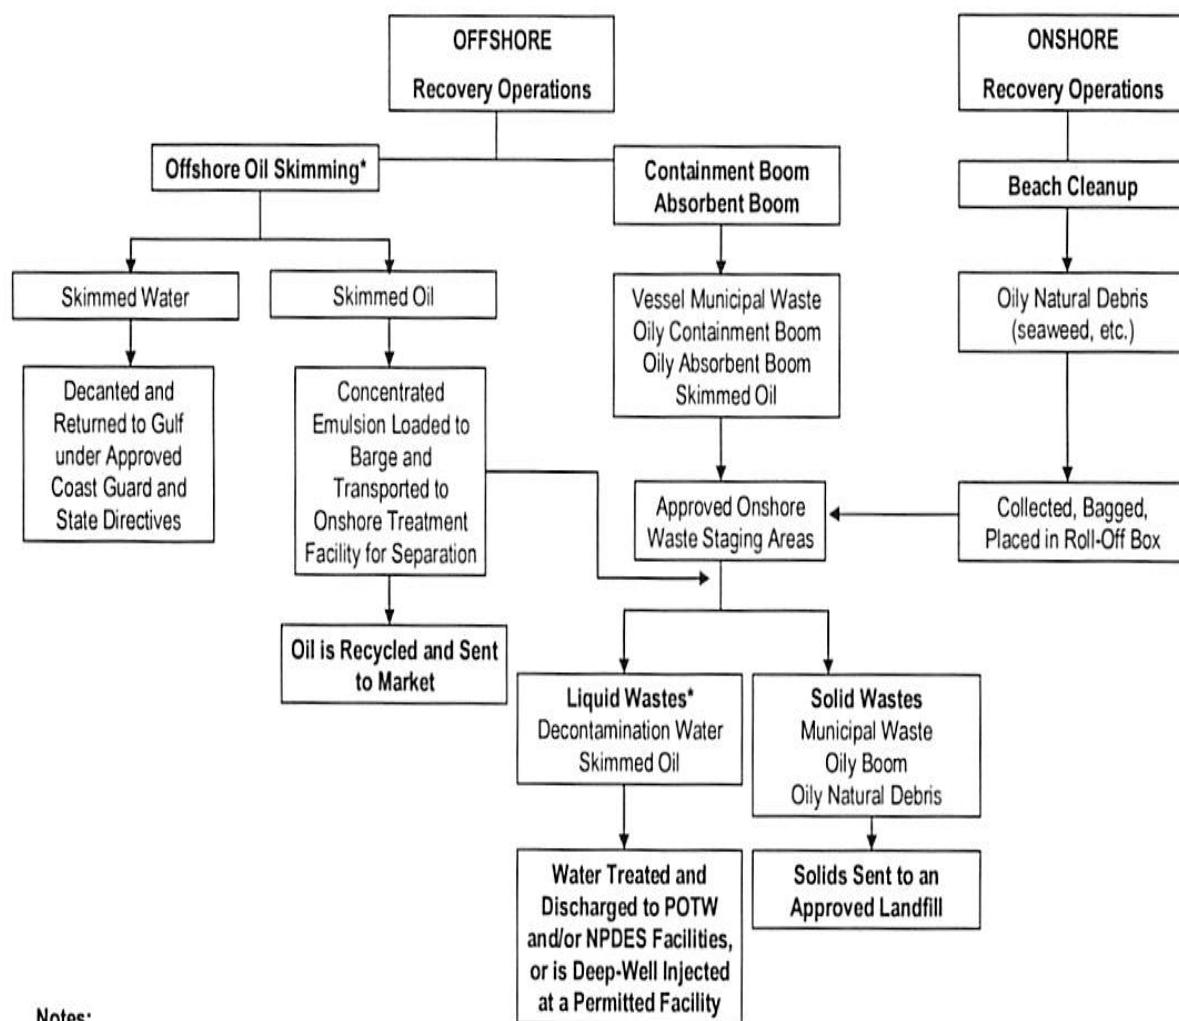 OFFSHORE
Recovery Operations
ONSHORE
Recovery Operations
Offshore Oil Skimming*
Containment Boom
Absorbent Boom
Beach Cleanup
Skimmed Water
Skimmed Oil
Vessel Municipal Waste
Oily Containment Boom
Oily Absorbent Boom
Skimmed Oil
Oily Natural Debris
(seaweed, etc.)
Decanted and
Returned to Gulf
under Approved
Coast Guard and
State Directives
Concentrated
Emulsion Loaded to
Barge and
Transported to
Onshore Treatment
Facility for Separation
Approved Onshore
Waste Staging Areas
Collected, Bagged,
Placed in Roll-Off Box
Oil is Recycled and Sent
to Market
Liquid Wastes*
Decontamination Water
Skimmed Oil
Solid Wastes
Municipal Waste
Oily Boom
Oily Natural Debris
Water Treated and
Discharged to POTW
and/or NPDES Facilities,
or is Deep-Well Injected
at a Permitted Facility
Solids Sent to an
Approved Landfill
Notes: